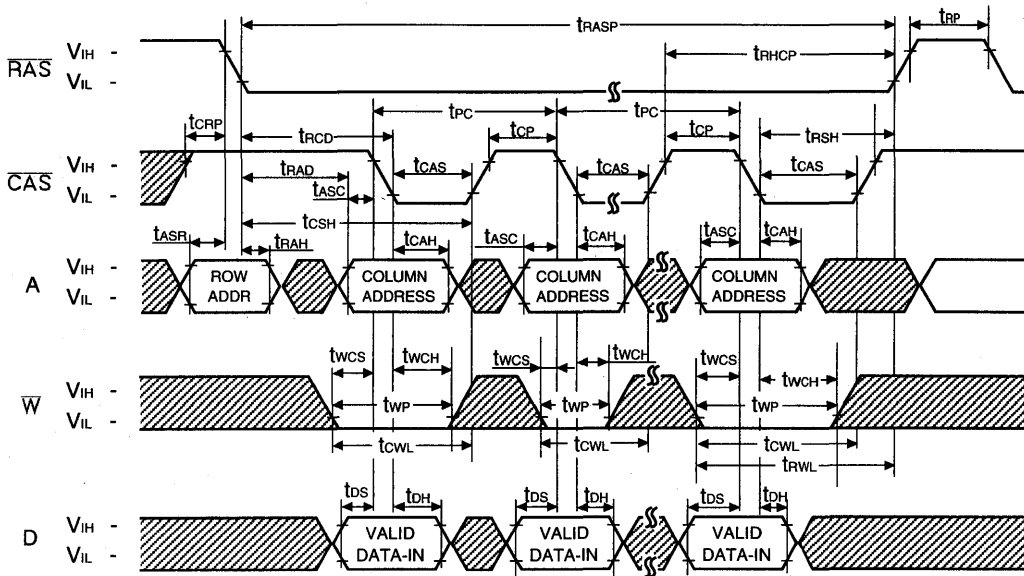 tRASP
tRP
tRHCP
RAS
VIH -
VIL -
tPC
tPC
tCRP
tRCD
tCP
tCP
tRSH
CAS
VIH -
VIL -
tRAD
tCAS
tCAS
tCAS
tASC
tCSH
tASR
tRAH
tCAH
tASC
tCAH
tASC
tCAH
A
VIH -
VIL -
ROW ADDR
COLUMN ADDRESS
COLUMN ADDRESS
COLUMN ADDRESS
tWCS
tWCH
tWCS
tWCH
tWCS
tWCH
W
VIH -
VIL -
tWP
tWP
tWP
tCWL
tCWL
tCWL
tRWL
tDS
tDH
tDS
tDH
tDS
tDH
D
VIH -
VIL -
VALID DATA-IN
VALID DATA-IN
VALID DATA-IN